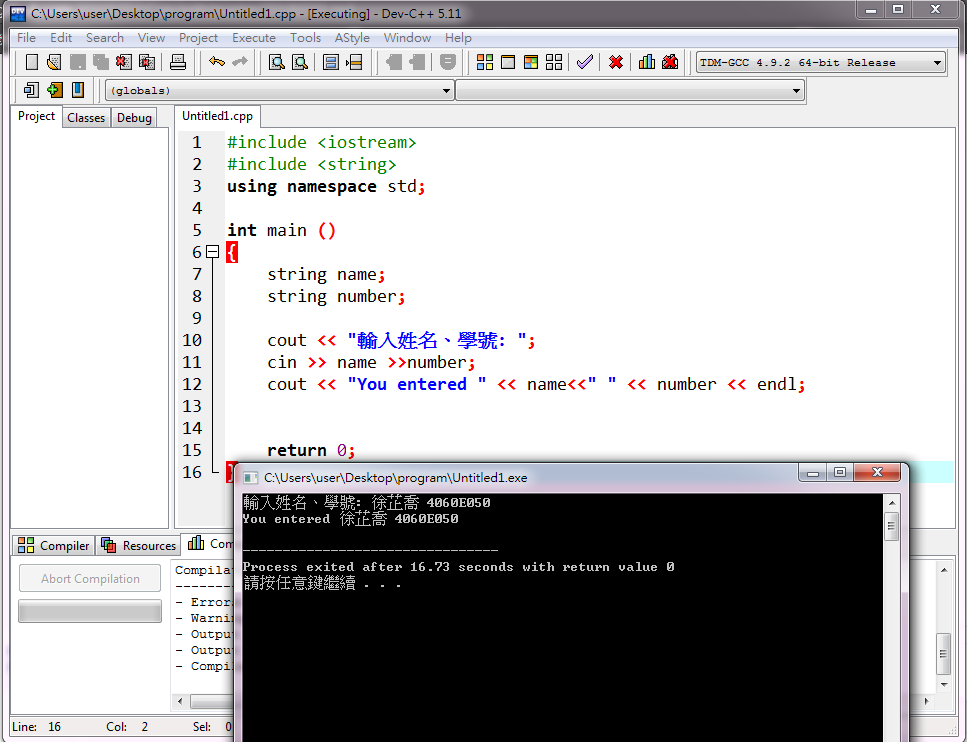 C:\Users\user\Desktop\program\Untitled1.cpp - [Executing] - Dev-C++ 5.11
File Edit Search View Project Execute Tools AStyle Window Help
TDM-GCC 4.9.2 64-bit Release
(globals)
Project Classes Debug Untitled1.cpp
1 #include <iostream>
2 #include <string>
3 using namespace std;
4
5 int main ()
6 {
7 string name;
8 string number;
9
10 cout << "輸入姓名、學號: ";
11 cin >> name >>number;
12 cout << "You entered " << name<<" " << number << endl;
13
14
15 return 0;
16 }
C:\Users\user\Desktop\program\Untitled1.exe
輸入姓名、學號: 徐芷喬 4060E050
You entered 徐芷喬 4060E050
--------------------------------
Process exited after 16.73 seconds with return value 0
請按任意鍵繼續 . . .
Compiler Resources Com
Abort Compilation
Compila
--------
- Error
- Warni
- Outpu
- Outpu
- Compil
Line: 16 Col: 2 Sel: 0